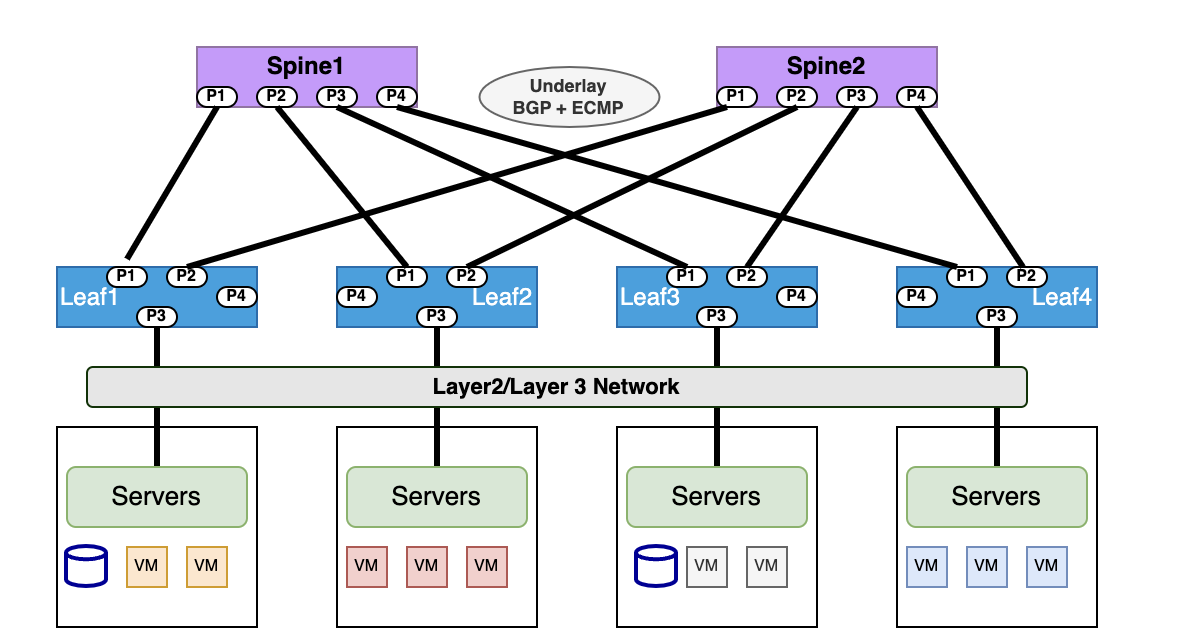 Spine1
P1
P2
P3
P4
Underlay
BGP + ECMP
Spine2
P1
P2
P3
P4
P1
P2
Leaf1
P4
P3
P1
P2
P4
Leaf2
P3
P1
P2
Leaf3
P4
P3
P1
P2
P4
Leaf4
P3
Layer2/Layer 3 Network
Servers
VM
VM
Servers
VM
VM
VM
Servers
VM
VM
Servers
VM
VM
VM